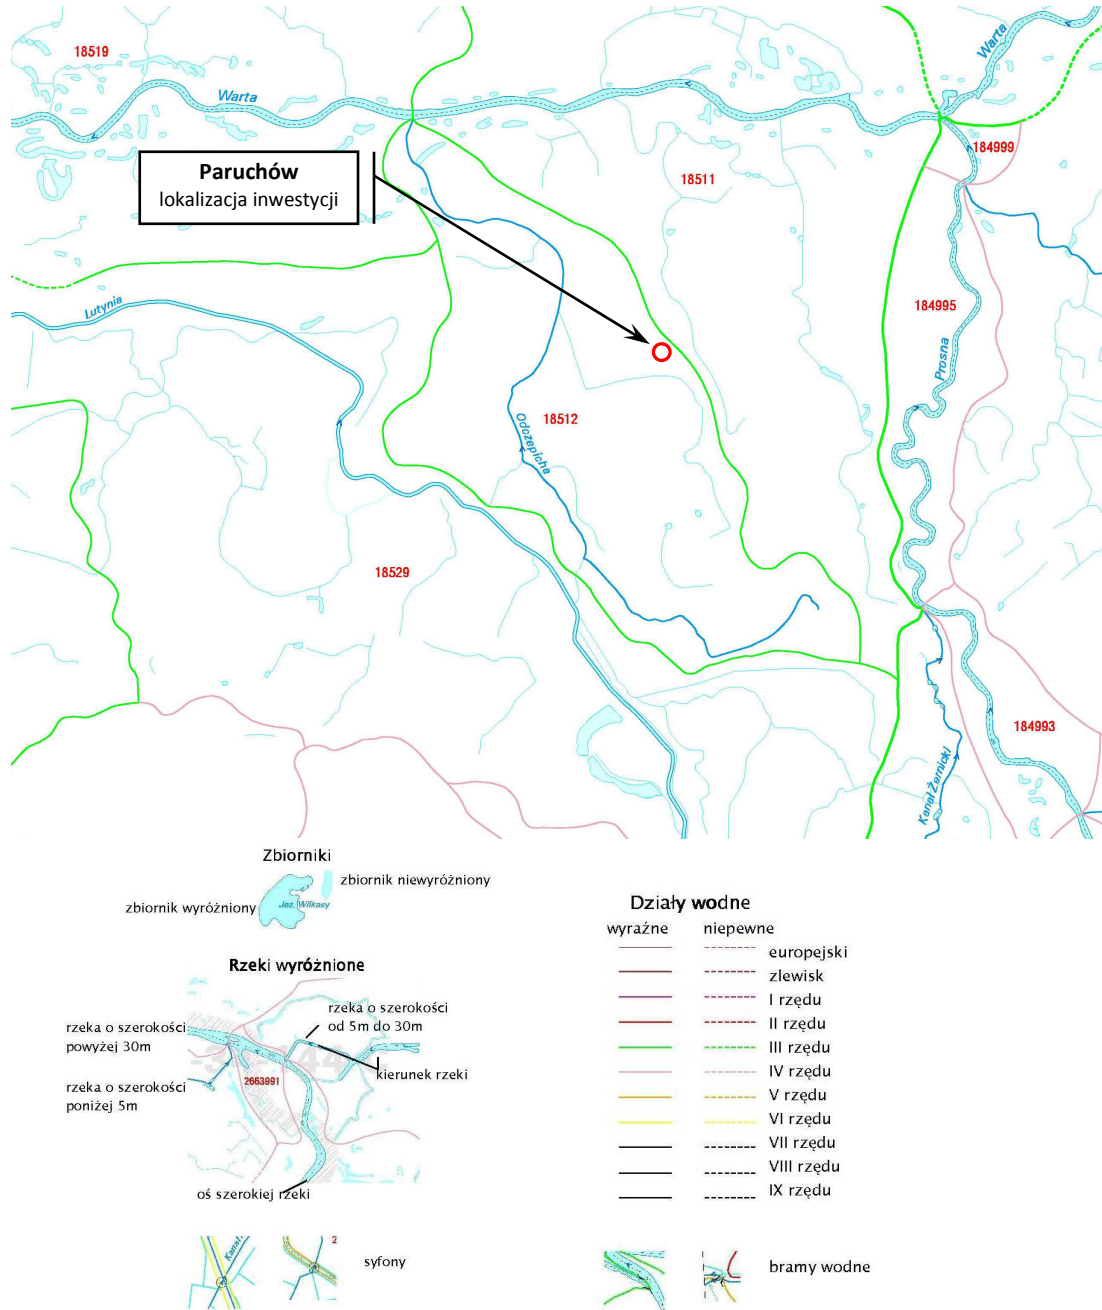 18519
Warta
Warta
Paruchów
lokalizacja inwestycji
18511
184999
Lutynia
184995
Prosna
Odczepicha
18512
18529
184993
Kanał Żernicki
Zbiorniki
zbiornik niewyróżniony
zbiornik wyróżniony
Jez. Wilkasy
Rzeki wyróżnione
rzeka o szerokości
od 5m do 30m
rzeka o szerokości
powyżej 30m
kierunek rzeki
2663991
rzeka o szerokości
poniżej 5m
oś szerokiej rzeki
syfony
Działy wodne
wyraźne niepewne
europejski
zlewisk
I rzędu
II rzędu
III rzędu
IV rzędu
V rzędu
VI rzędu
VII rzędu
VIII rzędu
IX rzędu
bramy wodne